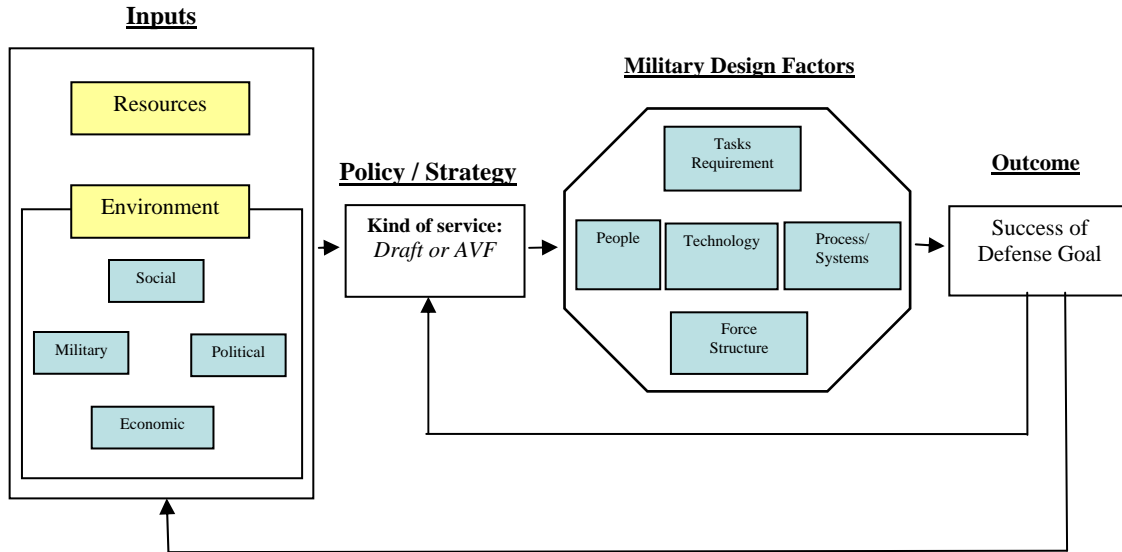 Inputs
Resources
Environment
Social
Military
Political
Economic
Policy / Strategy
Kind of service:
Draft or AVF
Military Design Factors
Tasks
Requirement
People
Technology
Process/
Systems
Force
Structure
Outcome
Success of
Defense Goal